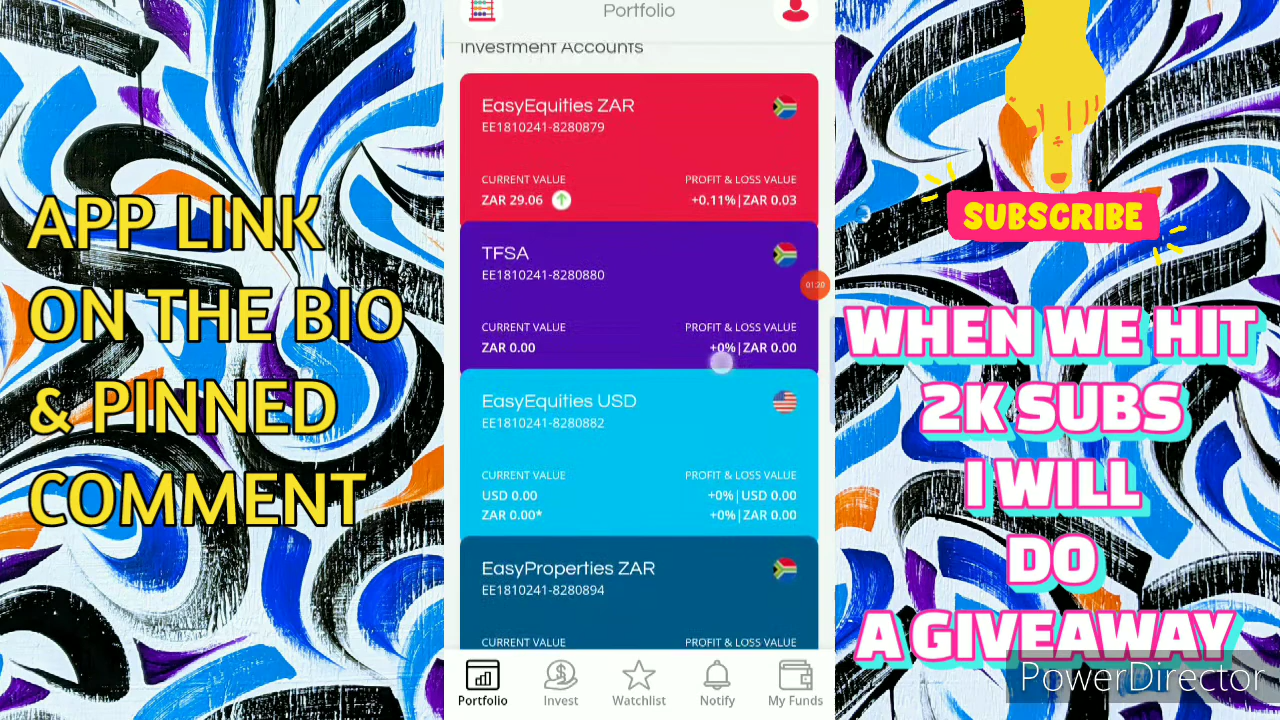 APP LINK
ON THE BIO
& PINNED
COMMENT
Portfolio
Investment Accounts
EasyEquities ZAR
EE1810241-8280879
CURRENT VALUE PROFIT & LOSS VALUE
ZAR 29.06 +0.11%|ZAR 0.03
TFSA
EE1810241-8280880
01:20
CURRENT VALUE PROFIT & LOSS VALUE
ZAR 0.00 +0%|ZAR 0.00
EasyEquities USD
EE1810241-8280882
CURRENT VALUE PROFIT & LOSS VALUE
USD 0.00 +0%|USD 0.00
ZAR 0.00* +0%|ZAR 0.00
EasyProperties ZAR
EE1810241-8280894
CURRENT VALUE PROFIT & LOSS VALUE
Portfolio Invest Watchlist Notify My Funds
SUBSCRIBE
WHEN WE HIT
2K SUBS
I WILL
DO
A GIVEAWAY
PowerDirector